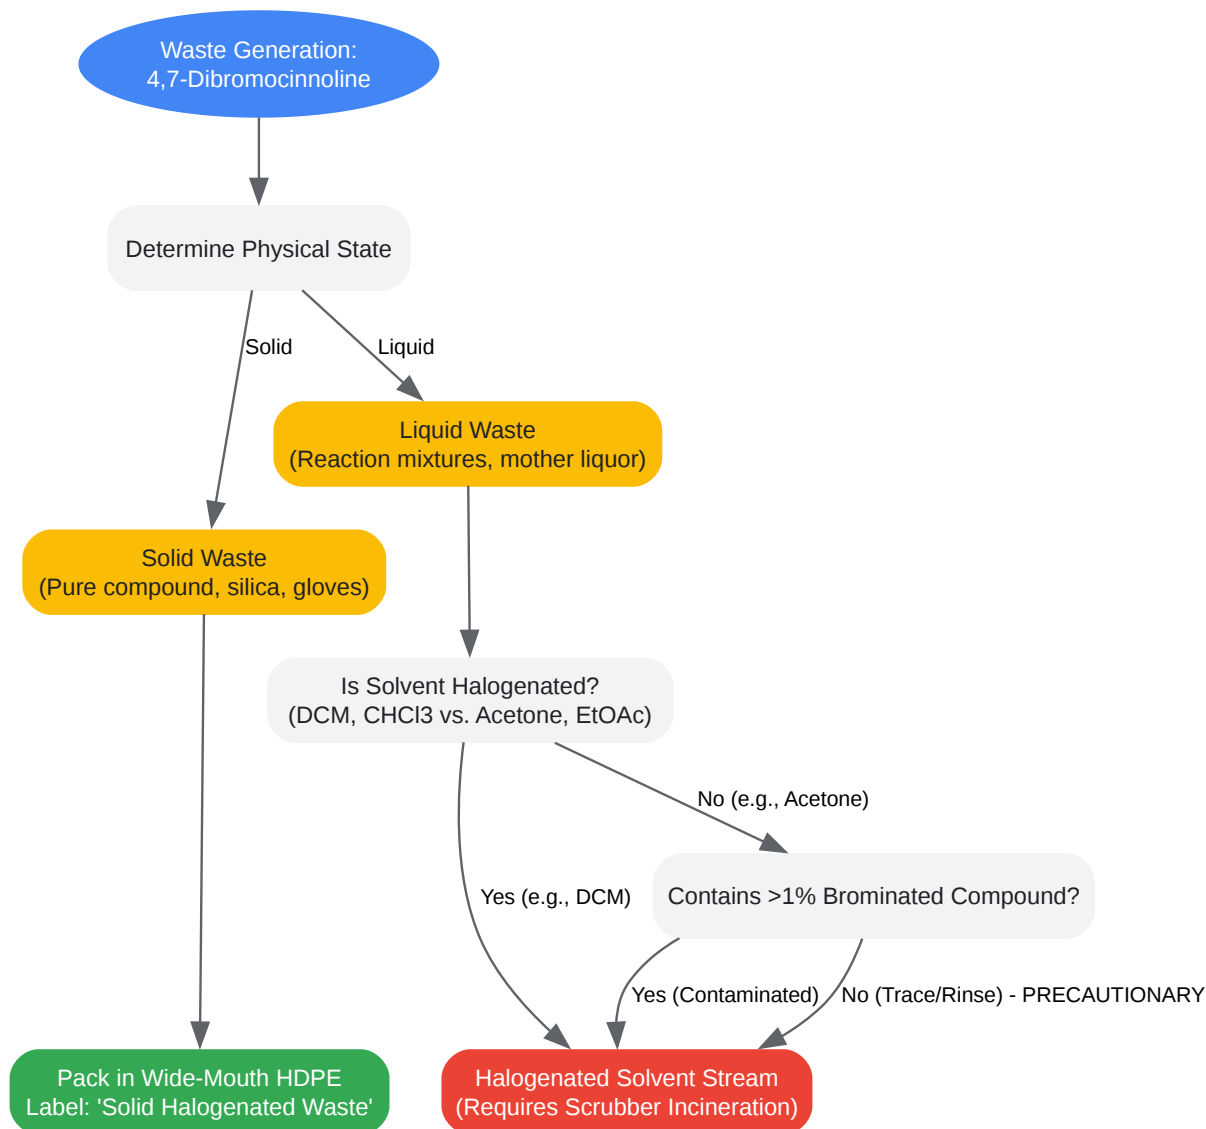 Waste Generation:
4,7-Dibromocinnoline
Determine Physical State
Solid
Liquid
Liquid Waste
(Reaction mixtures, mother liquor)
Solid Waste
(Pure compound, silica, gloves)
Is Solvent Halogenated?
(DCM, CHCl3 vs. Acetone, EtOAc)
No (e.g., Acetone)
Yes (e.g., DCM)
Contains >1% Brominated Compound?
Yes (Contaminated)
No (Trace/Rinse) - PRECAUTIONARY
Pack in Wide-Mouth HDPE
Label: 'Solid Halogenated Waste'
Halogenated Solvent Stream
(Requires Scrubber Incineration)